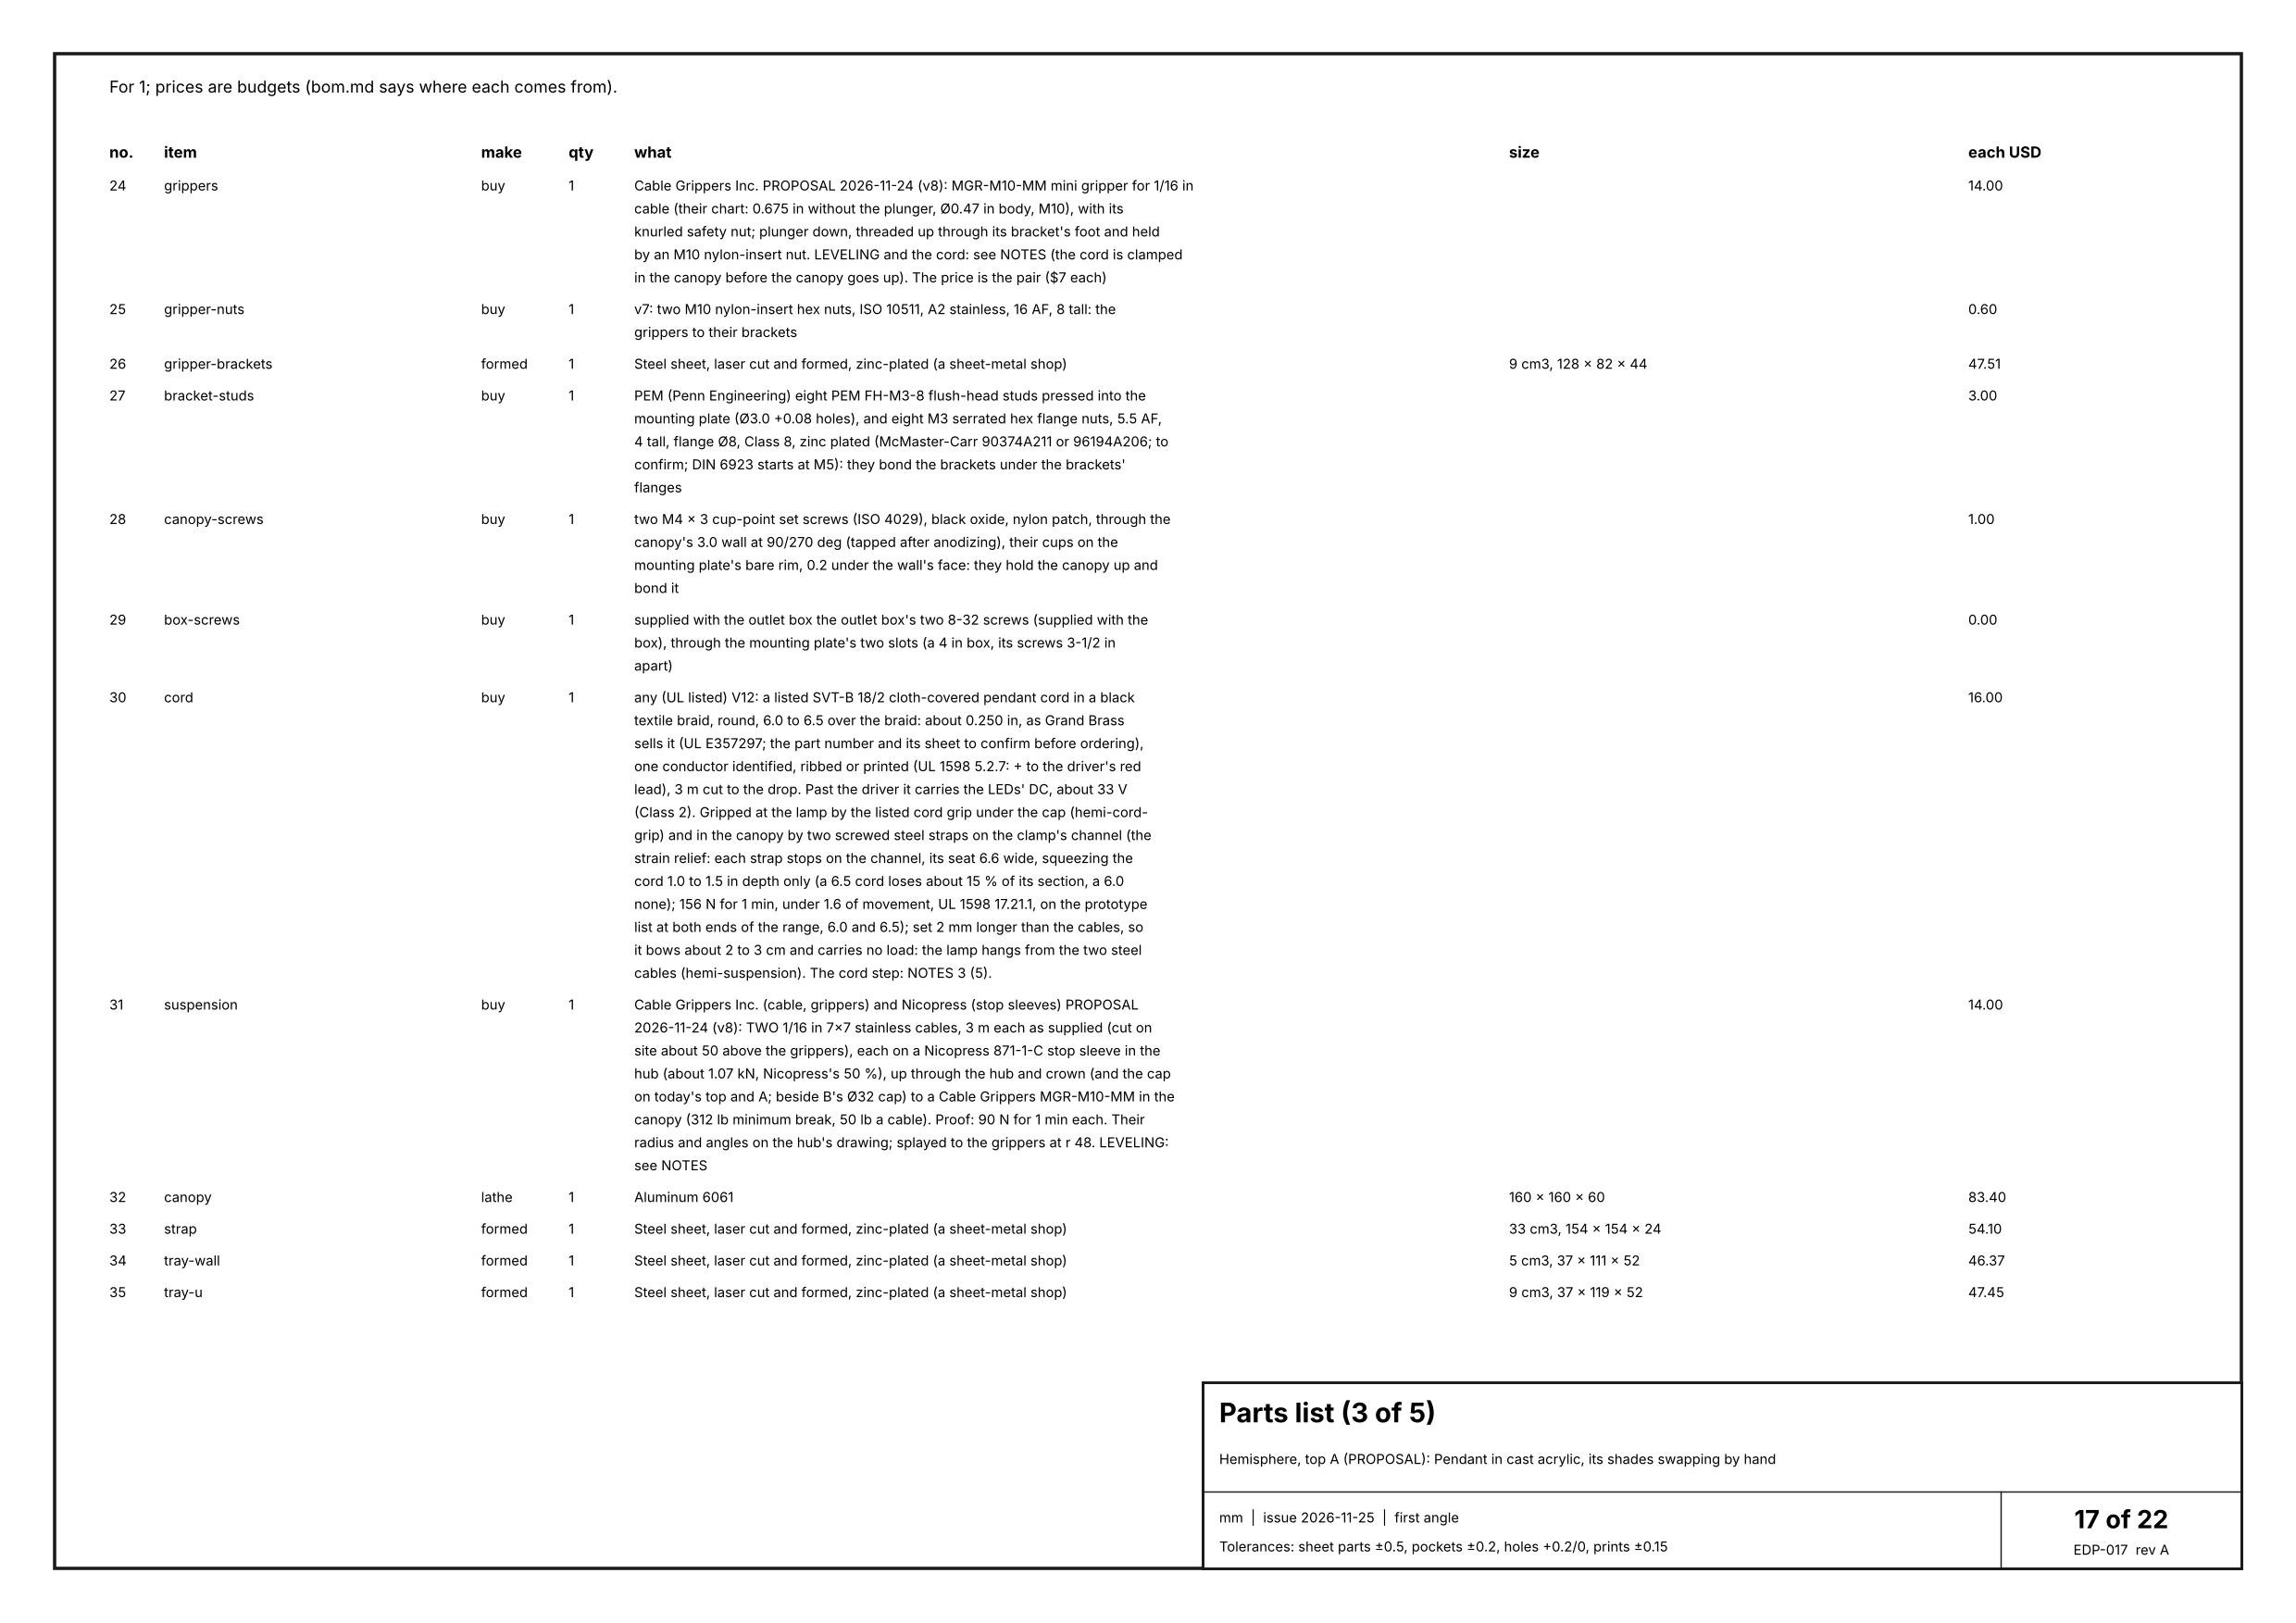 For 1; prices are budgets (bom.md says where each comes from).
no. item make qty what size each USD
24 grippers buy 1 Cable Grippers Inc. PROPOSAL 2026-11-24 (v8): MGR-M10-MM mini gripper for 1/16 in 14.00
cable (their chart: 0.675 in without the plunger, Ø0.47 in body, M10), with its
knurled safety nut; plunger down, threaded up through its bracket's foot and held
by an M10 nylon-insert nut. LEVELING and the cord: see NOTES (the cord is clamped
in the canopy before the canopy goes up). The price is the pair ($7 each)
25 gripper-nuts buy 1 v7: two M10 nylon-insert hex nuts, ISO 10511, A2 stainless, 16 AF, 8 tall: the 0.60
grippers to their brackets
26 gripper-brackets formed 1 Steel sheet, laser cut and formed, zinc-plated (a sheet-metal shop) 9 cm3, 128 × 82 × 44 47.51
27 bracket-studs buy 1 PEM (Penn Engineering) eight PEM FH-M3-8 flush-head studs pressed into the 3.00
mounting plate (Ø3.0 +0.08 holes), and eight M3 serrated hex flange nuts, 5.5 AF,
4 tall, flange Ø8, Class 8, zinc plated (McMaster-Carr 90374A211 or 96194A206; to
confirm; DIN 6923 starts at M5): they bond the brackets under the brackets'
flanges
28 canopy-screws buy 1 two M4 × 3 cup-point set screws (ISO 4029), black oxide, nylon patch, through the 1.00
canopy's 3.0 wall at 90/270 deg (tapped after anodizing), their cups on the
mounting plate's bare rim, 0.2 under the wall's face: they hold the canopy up and
bond it
29 box-screws buy 1 supplied with the outlet box the outlet box's two 8-32 screws (supplied with the 0.00
box), through the mounting plate's two slots (a 4 in box, its screws 3-1/2 in
apart)
30 cord buy 1 any (UL listed) V12: a listed SVT-B 18/2 cloth-covered pendant cord in a black 16.00
textile braid, round, 6.0 to 6.5 over the braid: about 0.250 in, as Grand Brass
sells it (UL E357297; the part number and its sheet to confirm before ordering),
one conductor identified, ribbed or printed (UL 1598 5.2.7: + to the driver's red
lead), 3 m cut to the drop. Past the driver it carries the LEDs' DC, about 33 V
(Class 2). Gripped at the lamp by the listed cord grip under the cap (hemi-cord-
grip) and in the canopy by two screwed steel straps on the clamp's channel (the
strain relief: each strap stops on the channel, its seat 6.6 wide, squeezing the
cord 1.0 to 1.5 in depth only (a 6.5 cord loses about 15 % of its section, a 6.0
none); 156 N for 1 min, under 1.6 of movement, UL 1598 17.21.1, on the prototype
list at both ends of the range, 6.0 and 6.5); set 2 mm longer than the cables, so
it bows about 2 to 3 cm and carries no load: the lamp hangs from the two steel
cables (hemi-suspension). The cord step: NOTES 3 (5).
31 suspension buy 1 Cable Grippers Inc. (cable, grippers) and Nicopress (stop sleeves) PROPOSAL 14.00
2026-11-24 (v8): TWO 1/16 in 7×7 stainless cables, 3 m each as supplied (cut on
site about 50 above the grippers), each on a Nicopress 871-1-C stop sleeve in the
hub (about 1.07 kN, Nicopress's 50 %), up through the hub and crown (and the cap
on today's top and A; beside B's Ø32 cap) to a Cable Grippers MGR-M10-MM in the
canopy (312 lb minimum break, 50 lb a cable). Proof: 90 N for 1 min each. Their
radius and angles on the hub's drawing; splayed to the grippers at r 48. LEVELING:
see NOTES
32 canopy lathe 1 Aluminum 6061 160 × 160 × 60 83.40
33 strap formed 1 Steel sheet, laser cut and formed, zinc-plated (a sheet-metal shop) 33 cm3, 154 × 154 × 24 54.10
34 tray-wall formed 1 Steel sheet, laser cut and formed, zinc-plated (a sheet-metal shop) 5 cm3, 37 × 111 × 52 46.37
35 tray-u formed 1 Steel sheet, laser cut and formed, zinc-plated (a sheet-metal shop) 9 cm3, 37 × 119 × 52 47.45
Parts list (3 of 5)
Hemisphere, top A (PROPOSAL): Pendant in cast acrylic, its shades swapping by hand
mm | issue 2026-11-25 | first angle
Tolerances: sheet parts ±0.5, pockets ±0.2, holes +0.2/0, prints ±0.15
17 of 22
EDP-017 rev A